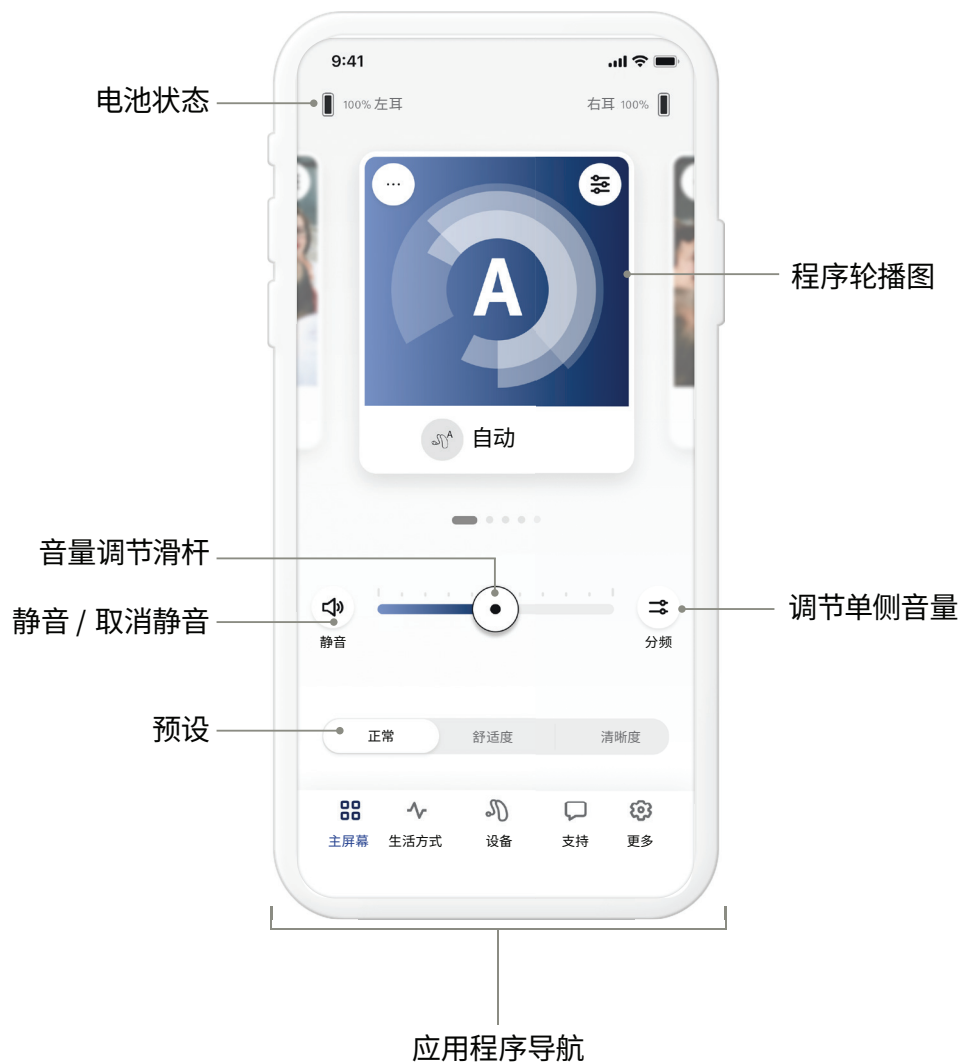 9:41
电池状态
100% 左耳
右耳 100%
...
A
程序轮播图
A 自动
音量调节滑杆
静音 / 取消静音
静音
分频
调节单侧音量
预设
正常 舒适度 清晰度
主屏幕 生活方式 设备 支持 更多
应用程序导航